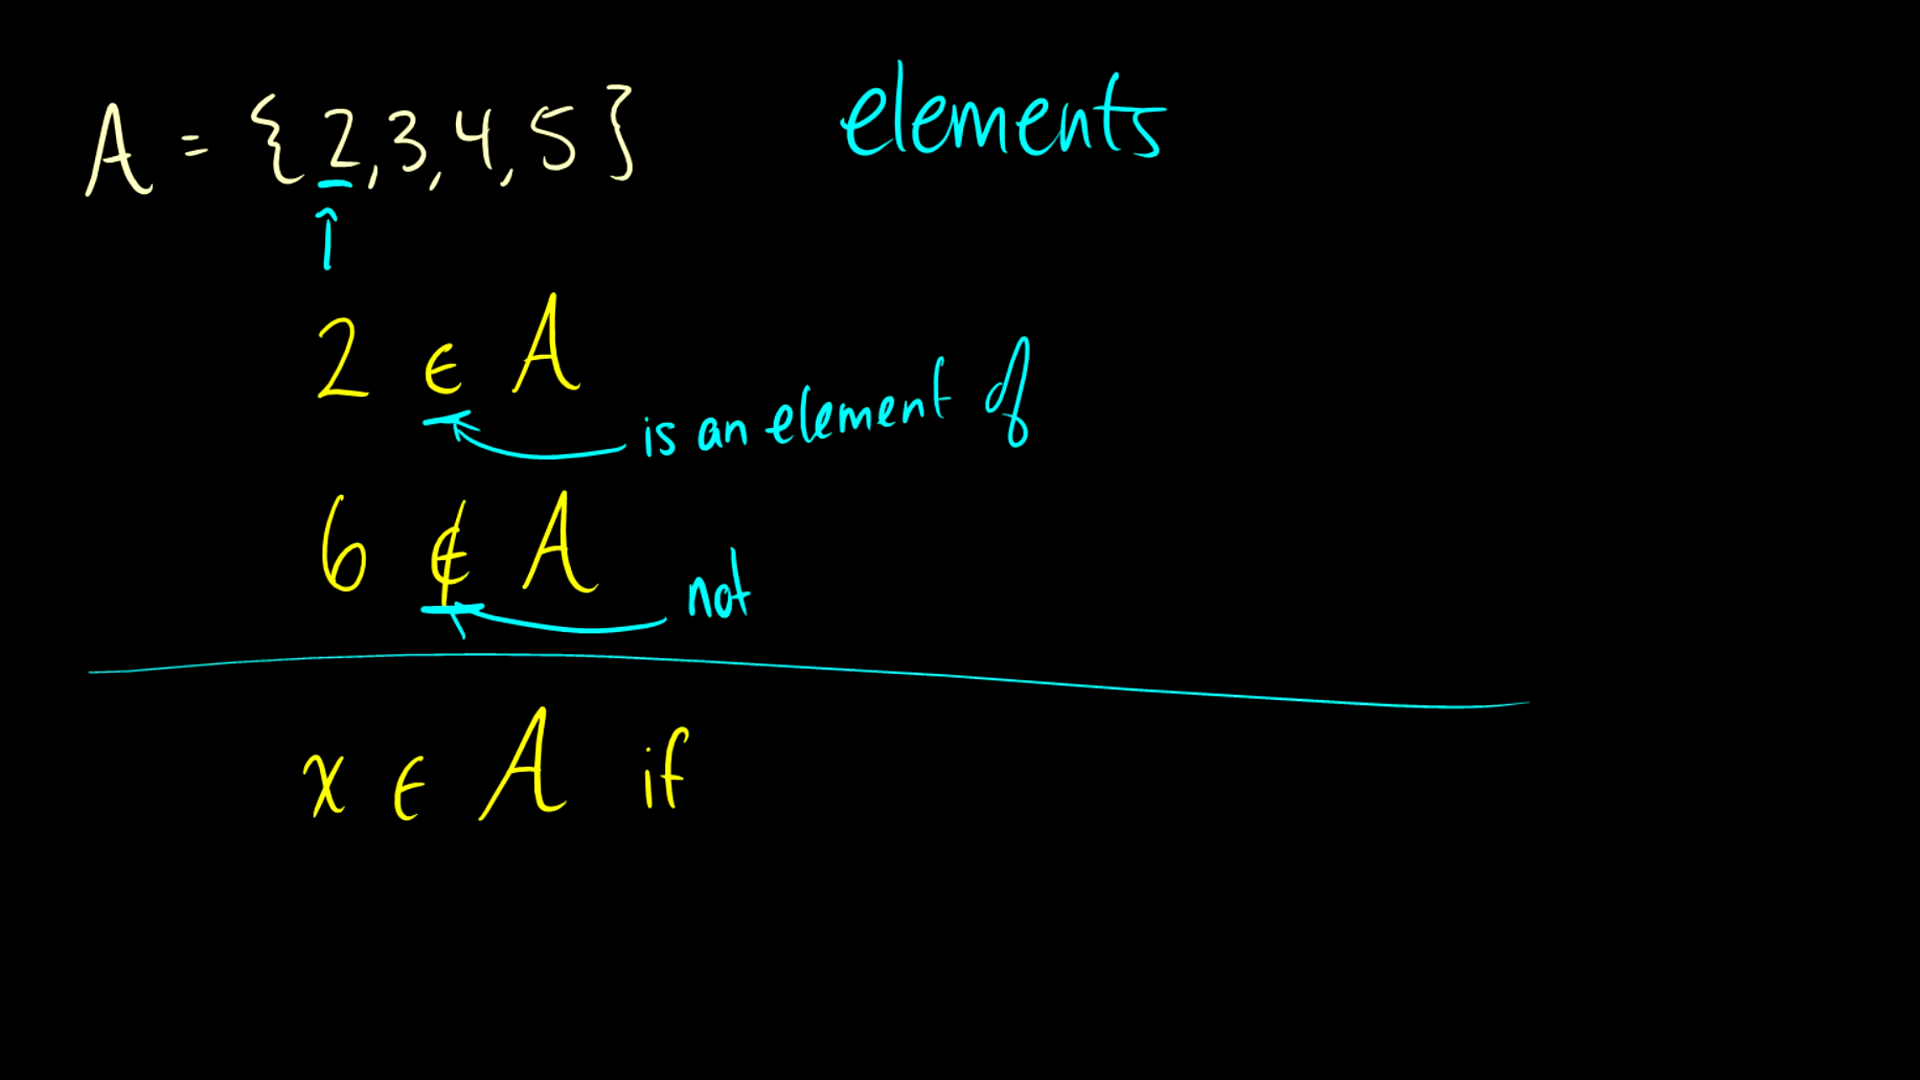 A = {2,3,4,5} elements
2 ∈ A
is an element of
6 ∉ A
not
x ∈ A if